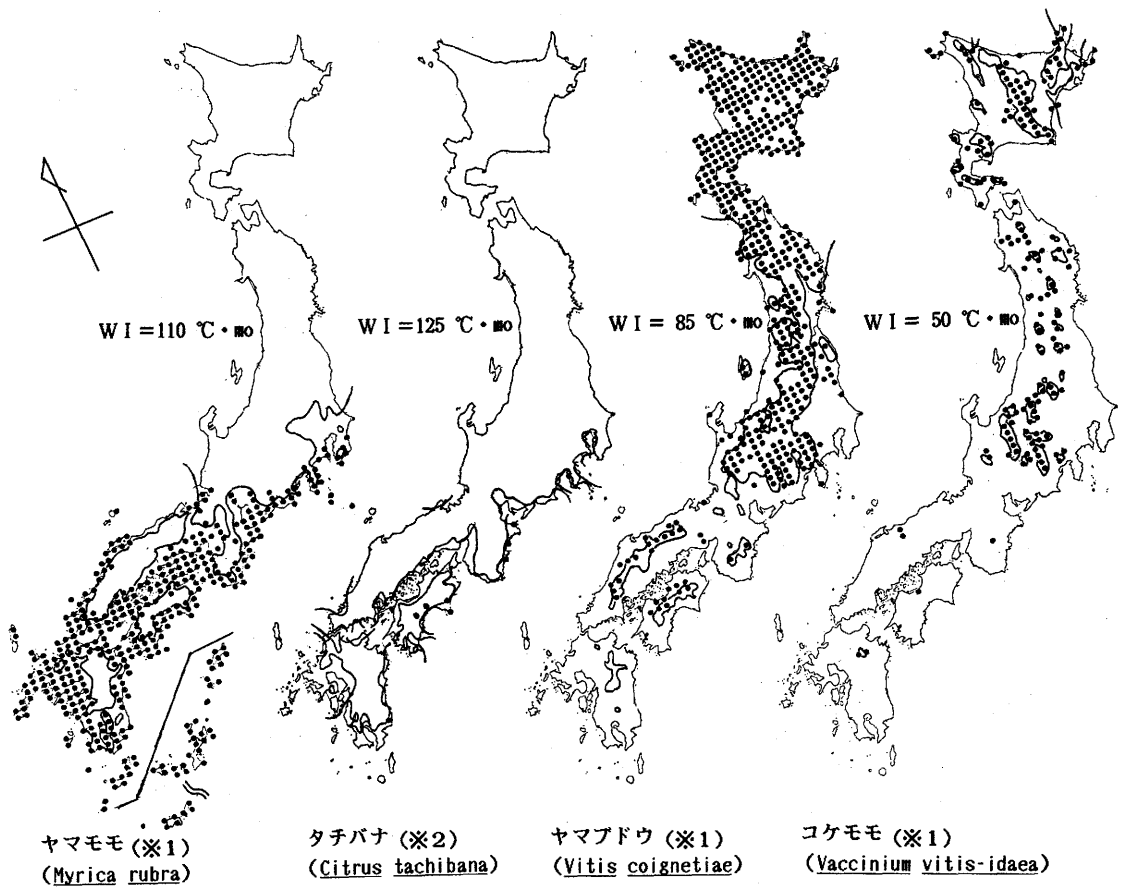 WI=110 ℃・mo
WI=125 ℃・mo
WI= 85 ℃・mo
WI= 50 ℃・mo
ヤマモモ (※1)
(Myrica rubra)
タチバナ (※2)
(Citrus tachibana)
ヤマブドウ (※1)
(Vitis coignetiae)
コケモモ (※1)
(Vaccinium vitis-idaea)